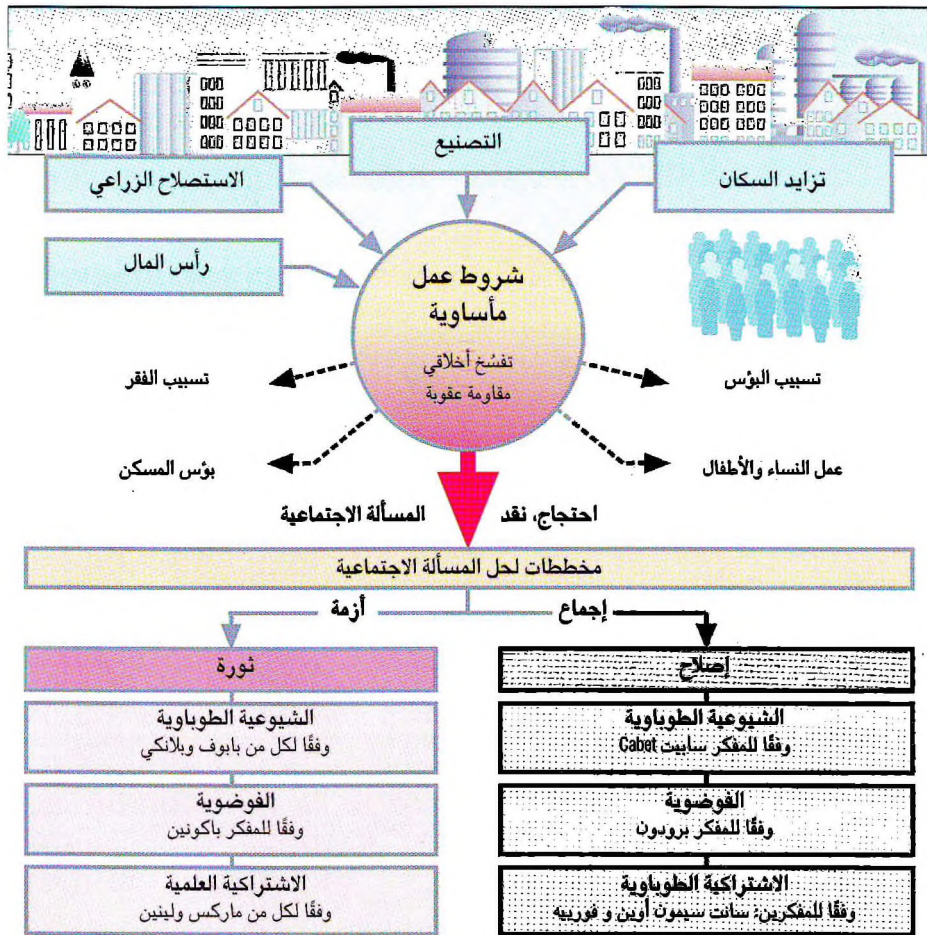 التصنيع
تزايد السكان
الاستصلاح الزراعي
رأس المال
شروط عمل
مأساوية
تفسُخ أخلاقي
مقاومة عقوبة
تسبيب البؤس
تسبيب الفقر
عمل النساء والأطفال
بؤس المسكن
احتجاج، نقد
المسألة الاجتماعية
مخططات لحل المسألة الاجتماعية
إجماع
أزمة
إصلاح
الشيوعية الطوباوية
وفقًا للمفكر سابيت Cabet
الفوضوية
وفقًا للمفكر برودون
الاشتراكية الطوباوية
وفقًا للمفكرين: سانت سيمون أوين و فورييه
ثورة
الشيوعية الطوباوية
وفقًا لكل من بابوف وبلانكي
الفوضوية
وفقًا للمفكر باكونين
الاشتراكية العلمية
وفقًا لكل من ماركس ولينين